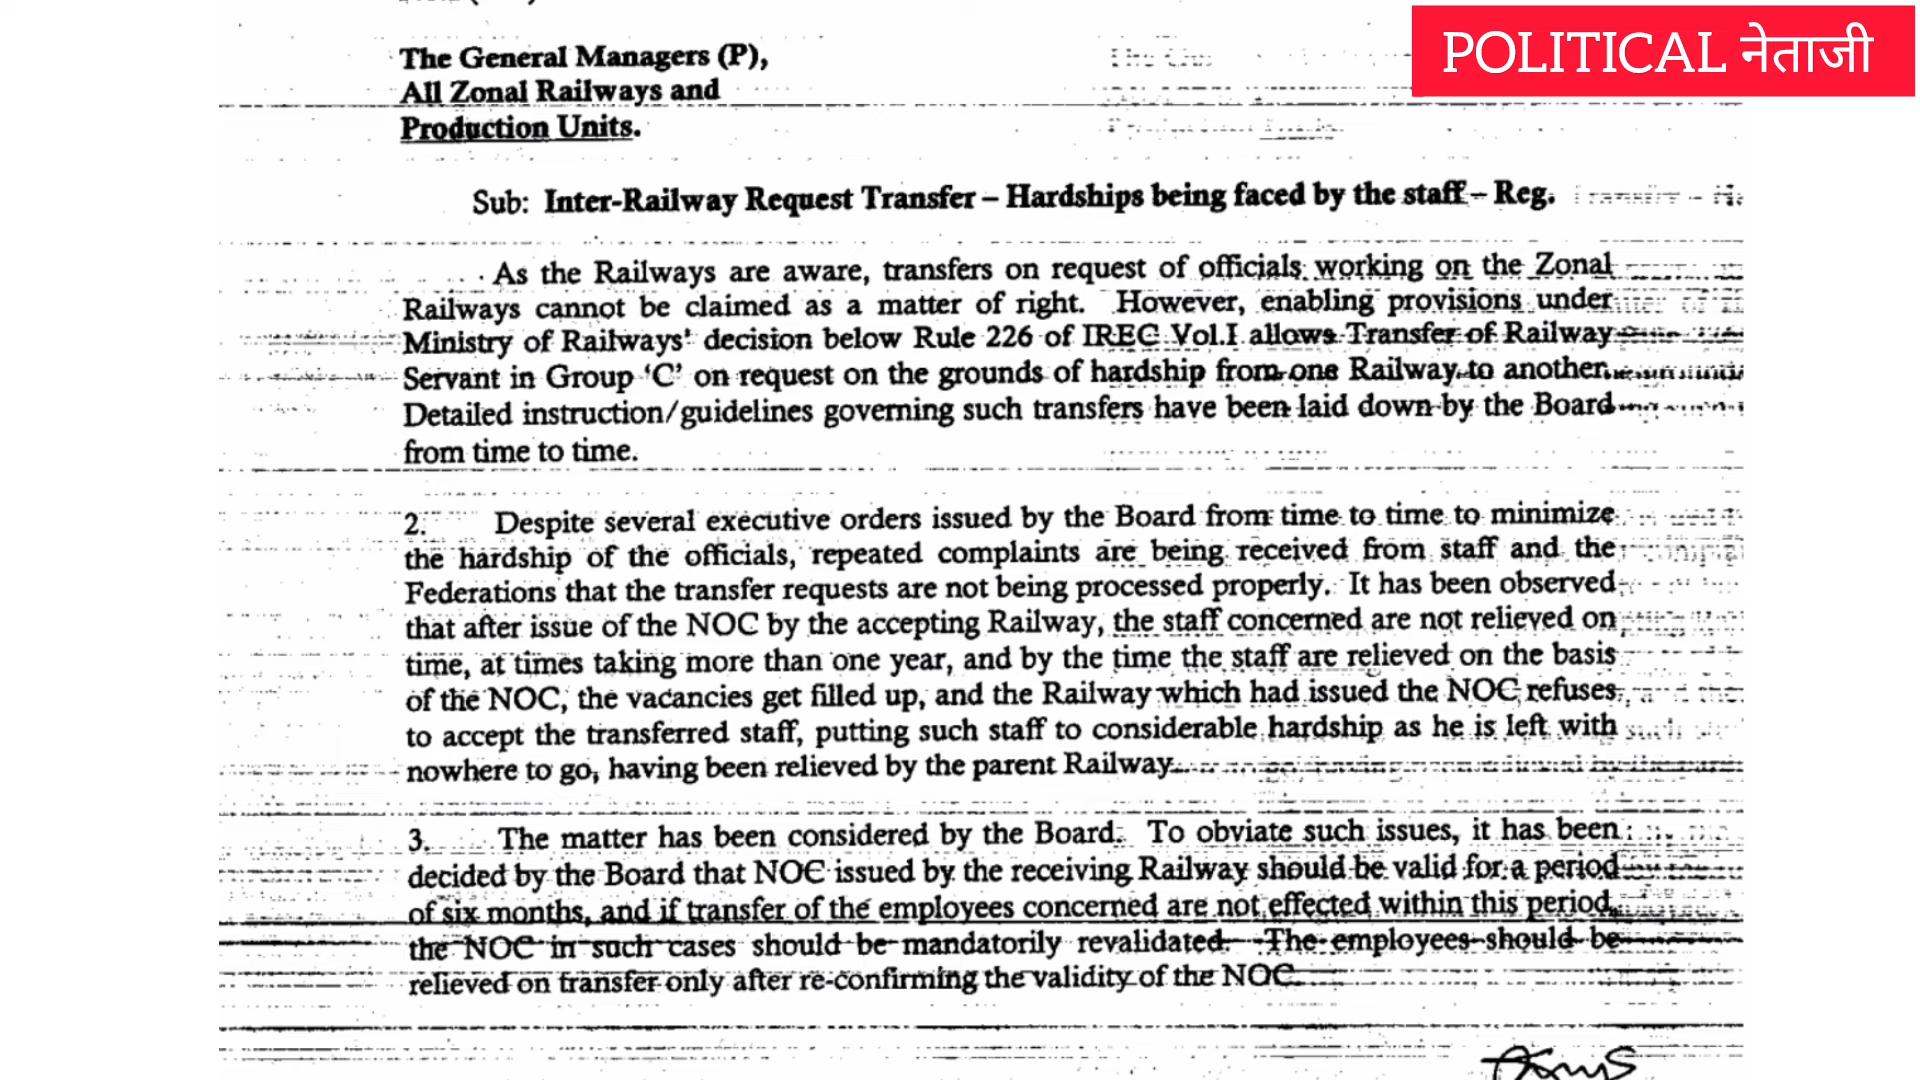 POLITICAL नेताजी
The General Managers (P),
All Zonal Railways and
Production Units.
Sub: Inter-Railway Request Transfer – Hardships being faced by the staff – Reg.
As the Railways are aware, transfers on request of officials working on the Zonal
Railways cannot be claimed as a matter of right. However, enabling provisions under
Ministry of Railways' decision below Rule 226 of IREC Vol.I allows Transfer of Railway
Servant in Group 'C' on request on the grounds of hardship from one Railway to another.
Detailed instruction/guidelines governing such transfers have been laid down by the Board
from time to time.
2. Despite several executive orders issued by the Board from time to time to minimize
the hardship of the officials, repeated complaints are being received from staff and the
Federations that the transfer requests are not being processed properly. It has been observed
that after issue of the NOC by the accepting Railway, the staff concerned are not relieved on
time, at times taking more than one year, and by the time the staff are relieved on the basis
of the NOC, the vacancies get filled up, and the Railway which had issued the NOC refuses
to accept the transferred staff, putting such staff to considerable hardship as he is left with
nowhere to go, having been relieved by the parent Railway.
3. The matter has been considered by the Board. To obviate such issues, it has been
decided by the Board that NOC issued by the receiving Railway should be valid for a period
of six months, and if transfer of the employees concerned are not effected within this period,
the NOC in such cases should be mandatorily revalidated. The employees should be
relieved on transfer only after re-confirming the validity of the NOC.